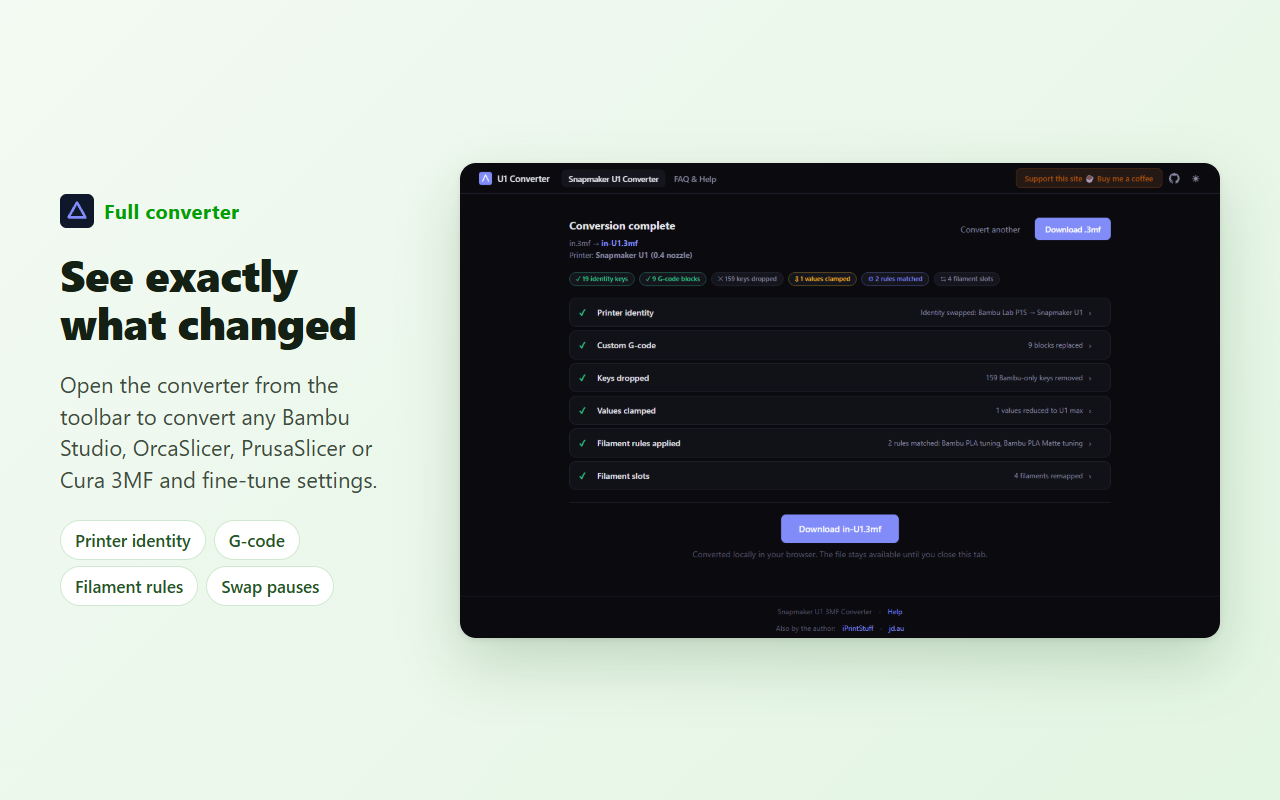 Full converter
See exactly
what changed
Open the converter from the
toolbar to convert any Bambu
Studio, OrcaSlicer, PrusaSlicer or
Cura 3MF and fine-tune settings.
Printer identity G-code
Filament rules Swap pauses
U1 Converter Snapmaker U1 Converter FAQ & Help Support this site Buy me a coffee
Conversion complete Convert another Download .3mf
in.3mf → in-U1.3mf
Printer: Snapmaker U1 (0.4 nozzle)
✓ 19 identity keys ✓ 9 G-code blocks 159 keys dropped 1 values clamped 2 rules matched 4 filament slots
✓ Printer identity Identity swapped: Bambu Lab P1S → Snapmaker U1 ›
✓ Custom G-code 9 blocks replaced ›
✓ Keys dropped 159 Bambu-only keys removed ›
✓ Values clamped 1 values reduced to U1 max ›
✓ Filament rules applied 2 rules matched: Bambu PLA tuning, Bambu PLA Matte tuning ›
✓ Filament slots 4 filaments remapped ›
Download in-U1.3mf
Converted locally in your browser. The file stays available until you close this tab.
Snapmaker U1 3MF Converter · Help
Also by the author: iPrintStuff · jd.au